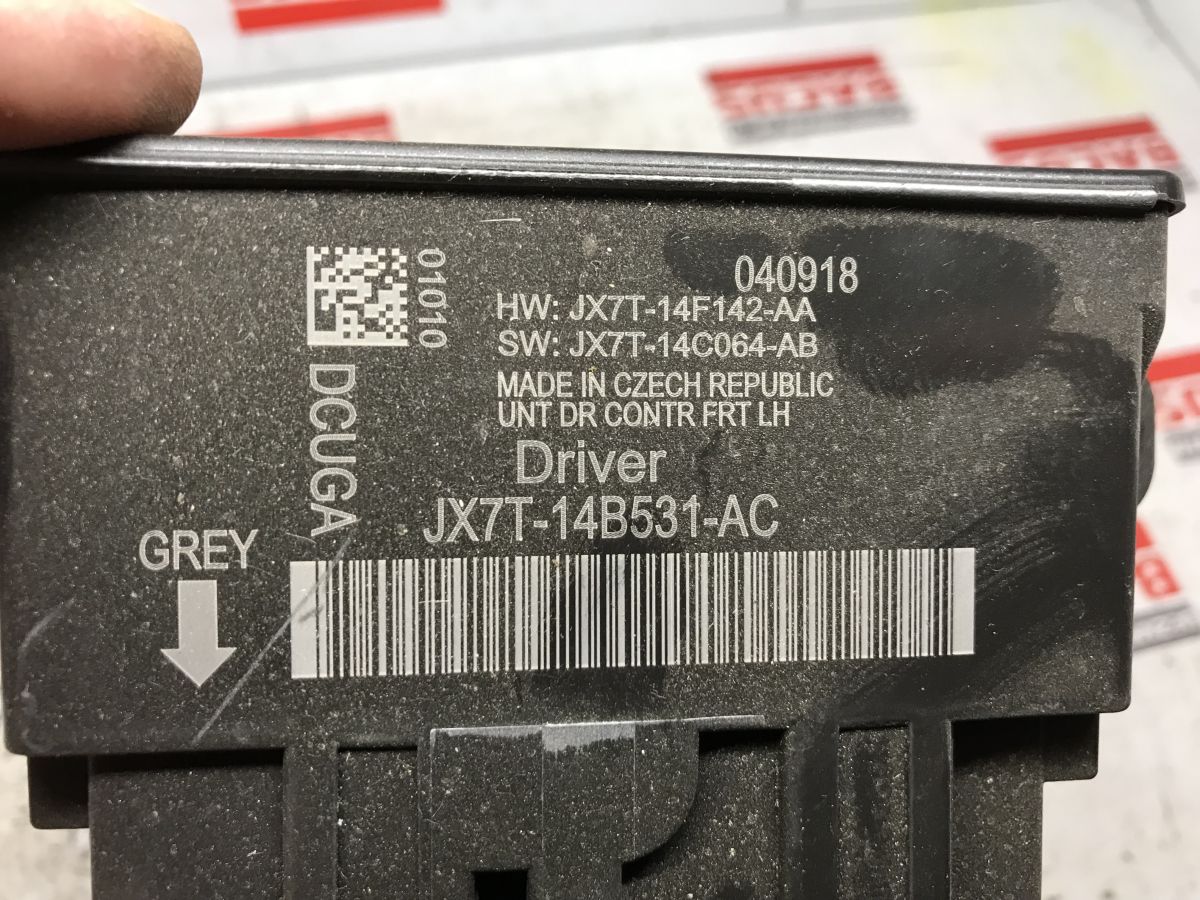 040918
01010
HW: JX7T-14F142-AA
SW: JX7T-14C064-AB
MADE IN CZECH REPUBLIC
UNT DR CONTR FRT LH
DCUGA
Driver
JX7T-14B531-AC
GREY